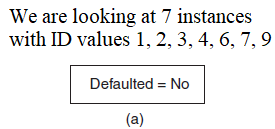 We are looking at 7 instances
with ID values 1, 2, 3, 4, 6, 7, 9
Defaulted = No
(a)